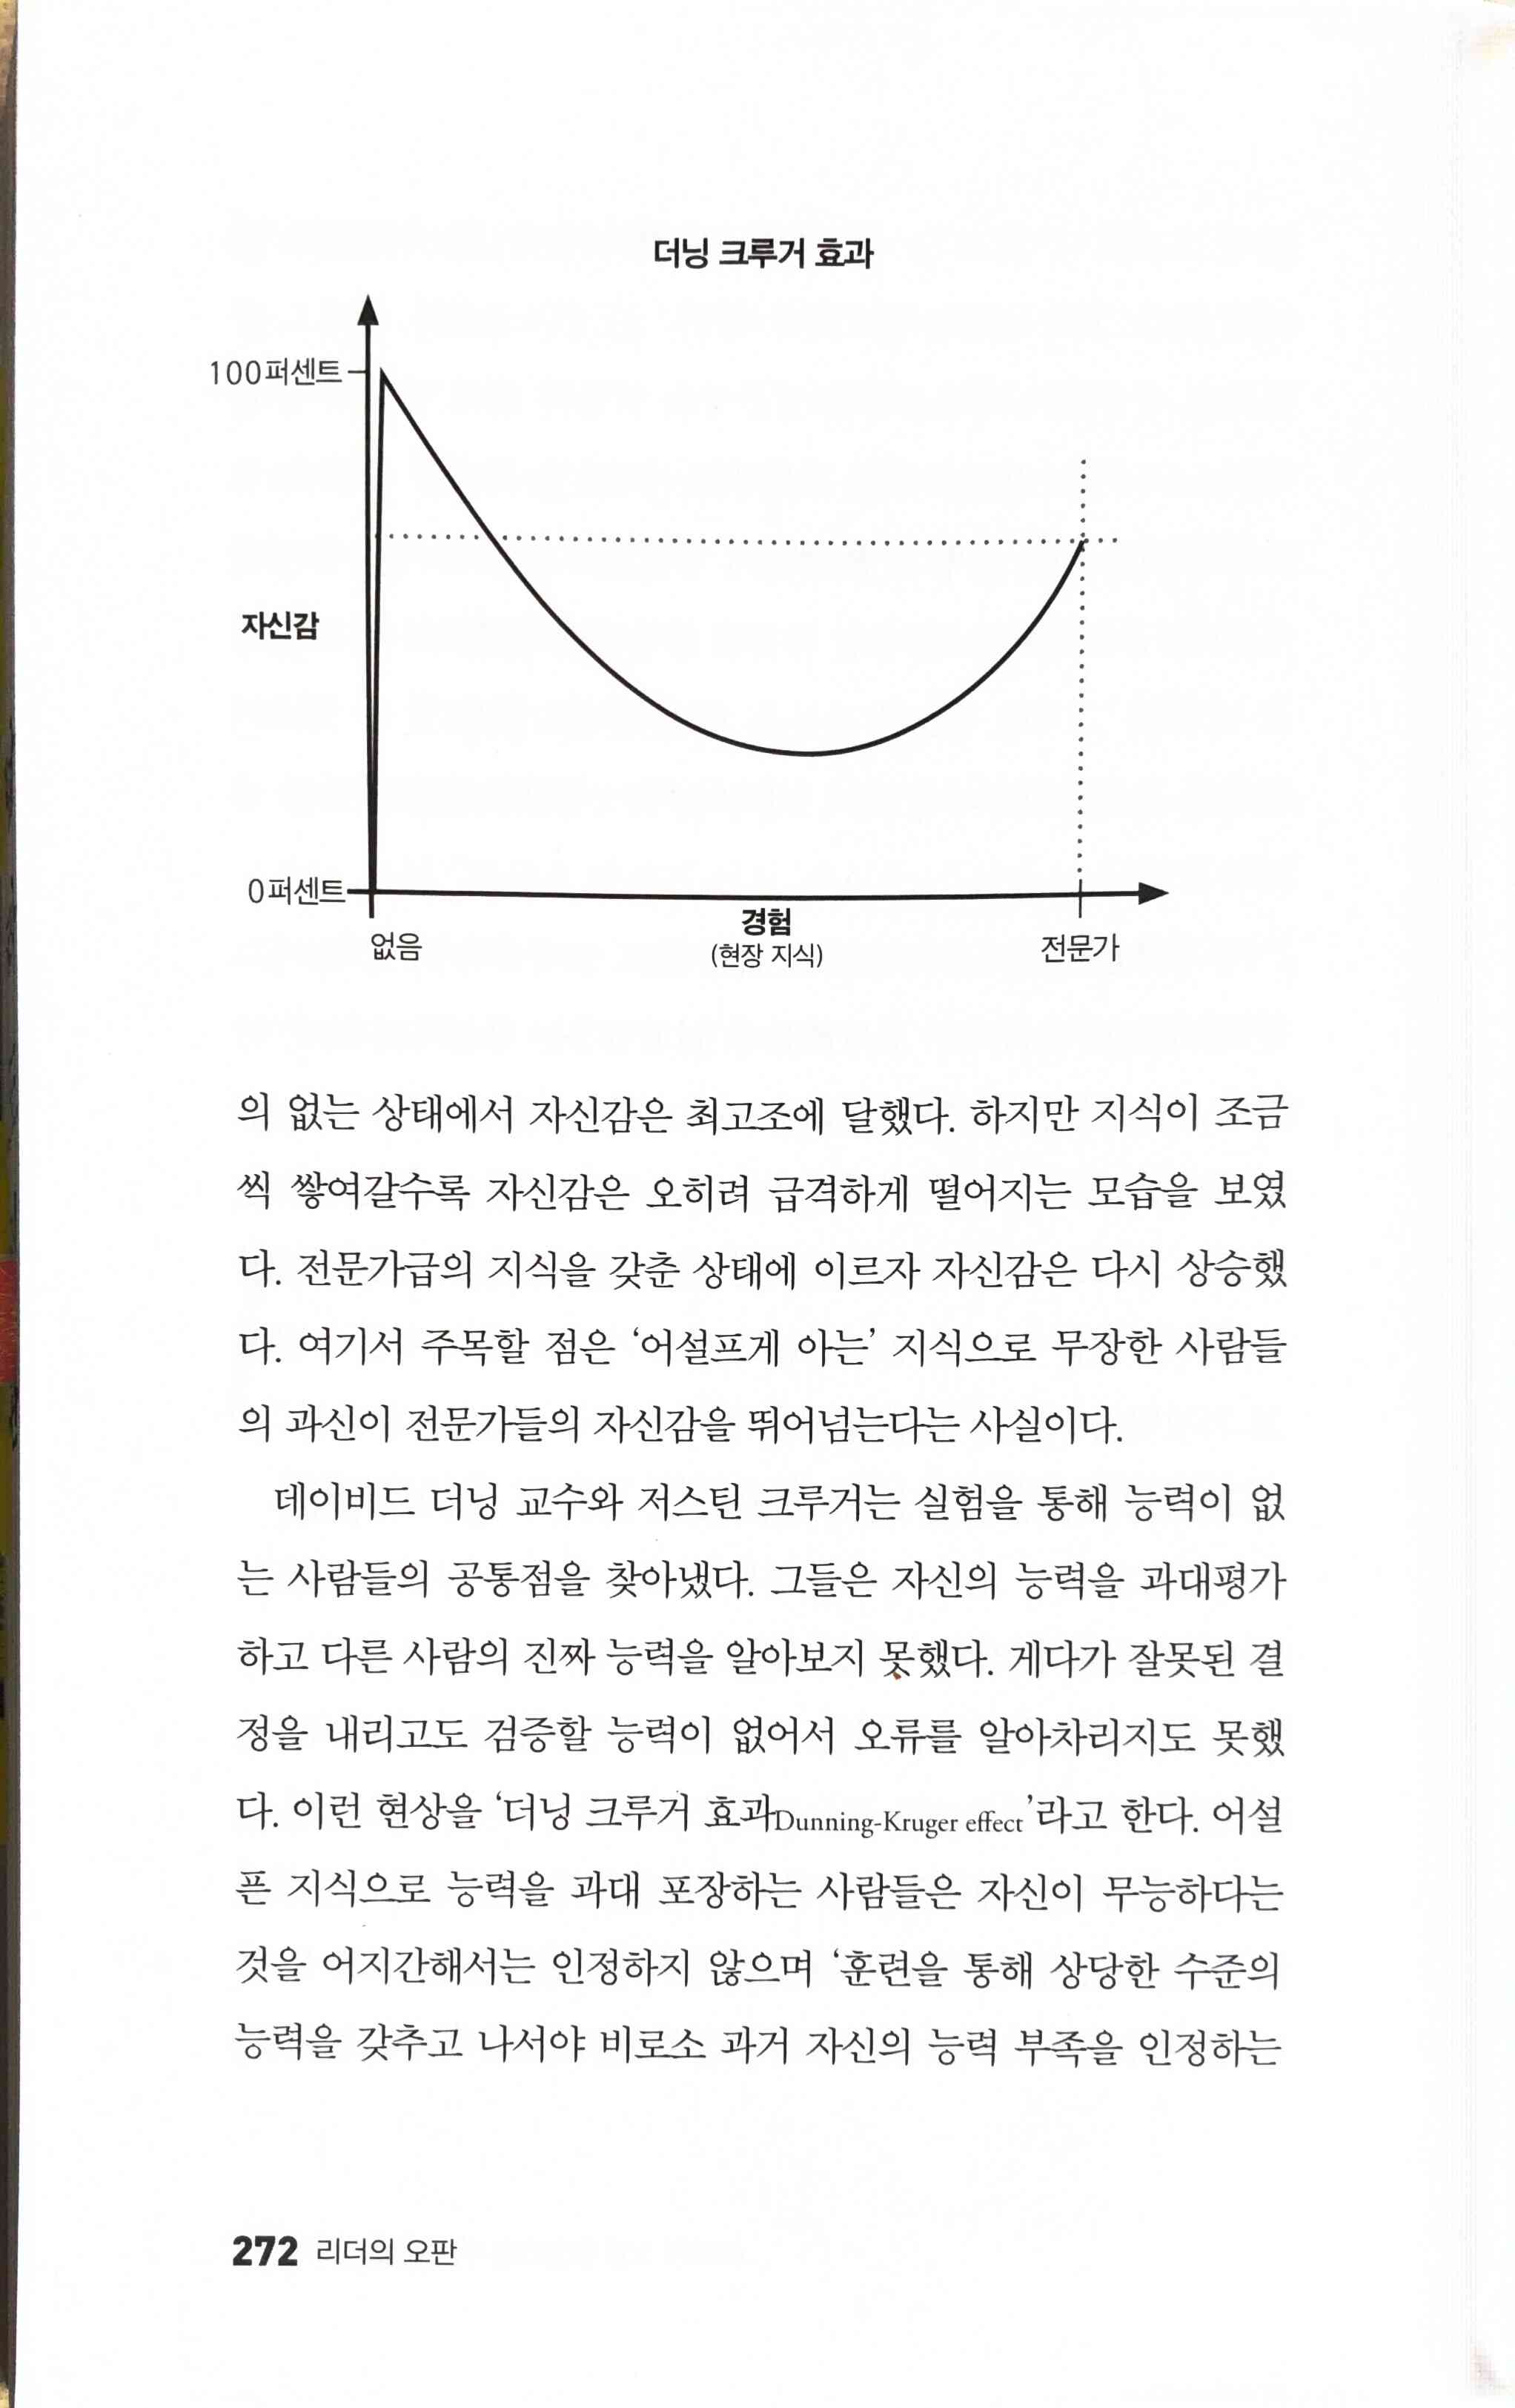 더닝 크루거 효과
100퍼센트
자신감
0퍼센트
없음
경험
(현장 지식)
전문가
의 없는 상태에서 자신감은 최고조에 달했다. 하지만 지식이 조금
씩 쌓여갈수록 자신감은 오히려 급격하게 떨어지는 모습을 보였
다. 전문가급의 지식을 갖춘 상태에 이르자 자신감은 다시 상승했
다. 여기서 주목할 점은 ‘어설프게 아는’ 지식으로 무장한 사람들
의 과신이 전문가들의 자신감을 뛰어넘는다는 사실이다.
데이비드 더닝 교수와 저스틴 크루거는 실험을 통해 능력이 없
는 사람들의 공통점을 찾아냈다. 그들은 자신의 능력을 과대평가
하고 다른 사람의 진짜 능력을 알아보지 못했다. 게다가 잘못된 결
정을 내리고도 검증할 능력이 없어서 오류를 알아차리지도 못했
다. 이런 현상을 ‘더닝 크루거 효과Dunning-Kruger effect’라고 한다. 어설
픈 지식으로 능력을 과대 포장하는 사람들은 자신이 무능하다는
것을 어지간해서는 인정하지 않으며 ‘훈련을 통해 상당한 수준의
능력을 갖추고 나서야 비로소 과거 자신의 능력 부족을 인정하는
272 리더의 오판